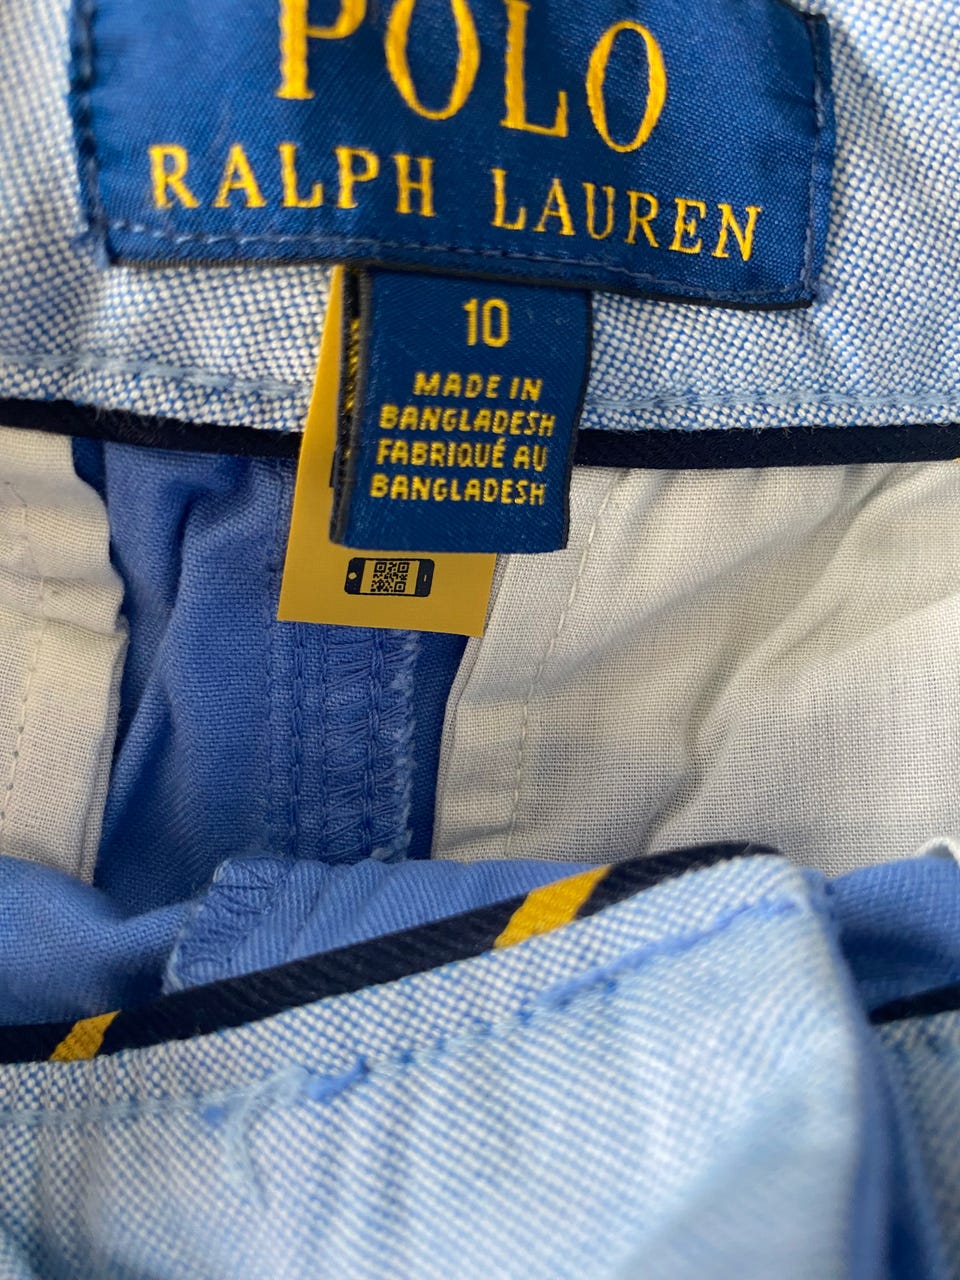 POLO
RALPH LAUREN
10
MADE IN
BANGLADESH
FABRIQUÉ AU
BANGLADESH